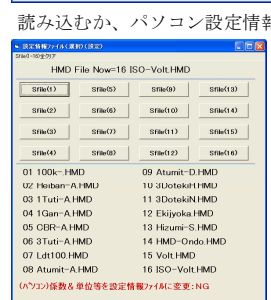 読み込むか、パソコン設定情報
設定情報ファイル(選択)(設定)
Sfile(1-16)全クリア
HMD File Now=16 ISO-Volt.HMD
Sfile(1) Sfile(5) Sfile(9) Sfile(13)
Sfile(2) Sfile(6) Sfile(10) Sfile(14)
Sfile(3) Sfile(7) Sfile(11) Sfile(15)
Sfile(4) Sfile(8) Sfile(12) Sfile(16)
01 100k-.HMD 09 Atumit-D.HMD
02 Heiban-A.HMD 10 3DotekiH.HMD
03 1Tuti-A.HMD 11 3DotekiN.HMD
04 1Gan-A.HMD 12 Ekijyoka.HMD
05 CBR-A.HMD 13 Hizumi-S.HMD
06 3Tuti-A.HMD 14 HMD-Ondo.HMD
07 Ldt100.HMD 15 Volt.HMD
08 Atumit-A.HMD 16 ISO-Volt.HMD
(パソコン)係数&単位等を設定情報ファイルに変更:NG